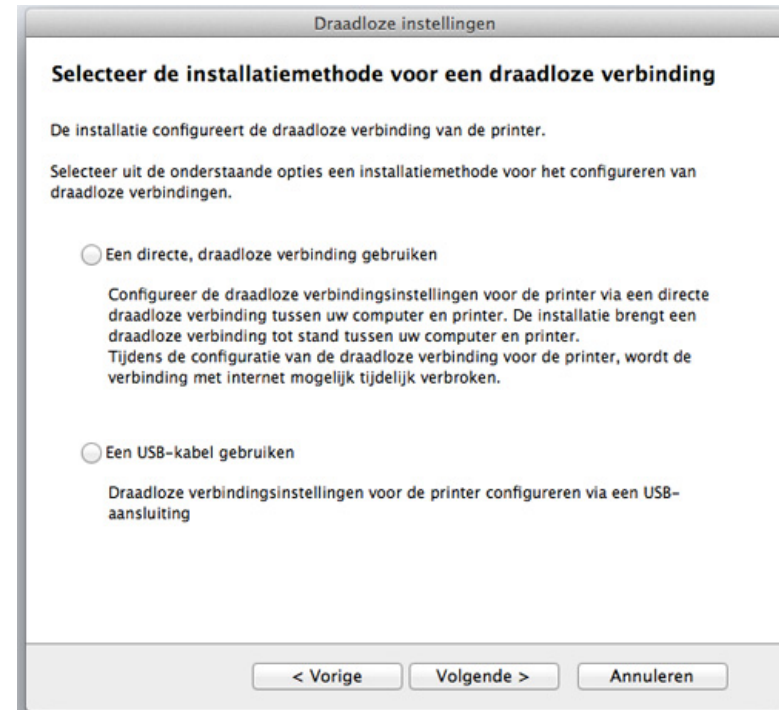 Draadloze instellingen
Selecteer de installatiemethode voor een draadloze verbinding
De installatie configureert de draadloze verbinding van de printer.
Selecteer uit de onderstaande opties een installatiemethode voor het configureren van
draadloze verbindingen.
Een directe, draadloze verbinding gebruiken
Configureer de draadloze verbindingsinstellingen voor de printer via een directe
draadloze verbinding tussen uw computer en printer. De installatie brengt een
draadloze verbinding tot stand tussen uw computer en printer.
Tijdens de configuratie van de draadloze verbinding voor de printer, wordt de
verbinding met internet mogelijk tijdelijk verbroken.
Een USB-kabel gebruiken
Draadloze verbindingsinstellingen voor de printer configureren via een USB-
aansluiting
< Vorige
Volgende >
Annuleren